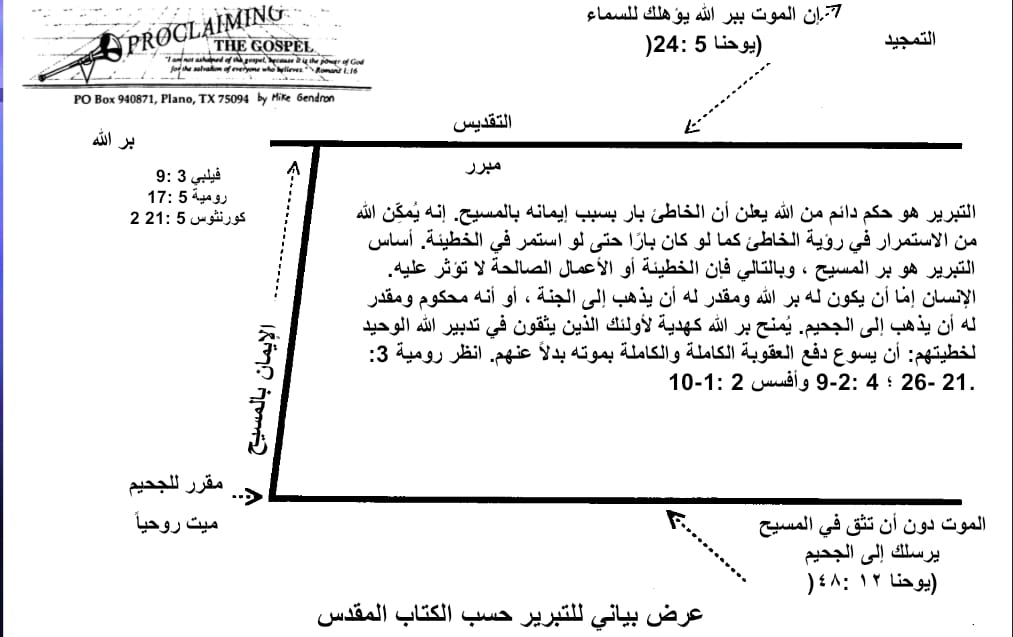 PROCLAIMING
THE GOSPEL
"I am not ashamed of the gospel, because it is the power of God
for the salvation of everyone who believes." - Romans 1:16
PO Box 940871, Plano, TX 75094 by Mike Gendron
7-.إن الموت ببر الله يؤهلك للسماء
(يوحنا 5 :24(
التمجيد
التقديس
بر الله
مبرر
فيلبي 3 :9
رومية 5 :17
2 كورنثوس 5 :21
التبرير هو حكم دائم من الله يعلن أن الخاطئ بار بسبب إيمانه بالمسيح. إنه يُمكِّن الله
من الاستمرار في رؤية الخاطئ كما لو كان بارًا حتى لو استمر في الخطيئة. أساس
التبرير هو بر المسيح ، وبالتالي فإن الخطيئة أو الأعمال الصالحة لا تؤثر عليه.
الإنسان إمّا أن يكون له بر الله ومقدر له أن يذهب إلى الجنة ، أو أنه محكوم ومقدر
له أن يذهب إلى الجحيم. يُمنح بر الله كهدية لأولئك الذين يثقون في تدبير الله الوحيد
لخطيتهم: أن يسوع دفع العقوبة الكاملة والكاملة بموته بدلاً عنهم. انظر رومية 3:
21- 26 ؛ 4 :2-9 وأفسس 2 :1-10.
الإيمان بالمسيح
مقرر للجحيم
ميت روحياً
الموت دون أن تثق في المسيح
يرسلك إلى الجحيم
(يوحنا ١٢ :٤٨(
عرض بياني للتبرير حسب الكتاب المقدس